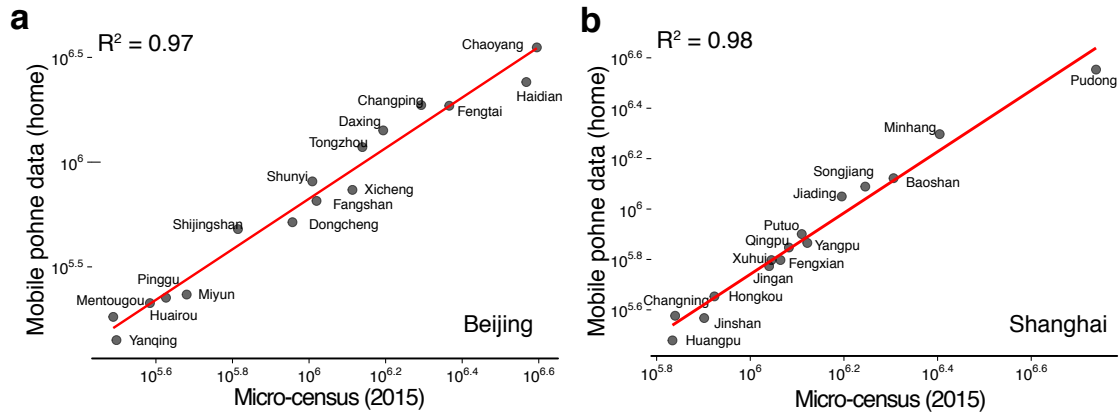 a
R² = 0.97
Mobile pohne data (home)
10^6.5
10^6
10^5.5
Chaoyang
Haidian
Changping
Fengtai
Daxing
Tongzhou
Shunyi
Xicheng
Fangshan
Shijingshan
Dongcheng
Pinggu
Mentougou
Miyun
Huairou
Yanqing
Beijing
10^5.6
10^5.8
10^6
10^6.2
10^6.4
10^6.6
Micro-census (2015)
b
R² = 0.98
Mobile pohne data (home)
10^6.6
10^6.4
10^6.2
10^6
10^5.8
10^5.6
Pudong
Minhang
Songjiang
Baoshan
Jiading
Putuo
Qingpu
Yangpu
Xuhui
Fengxian
Jingan
Changning
Hongkou
Jinshan
Huangpu
Shanghai
10^5.8
10^6
10^6.2
10^6.4
10^6.6
Micro-census (2015)